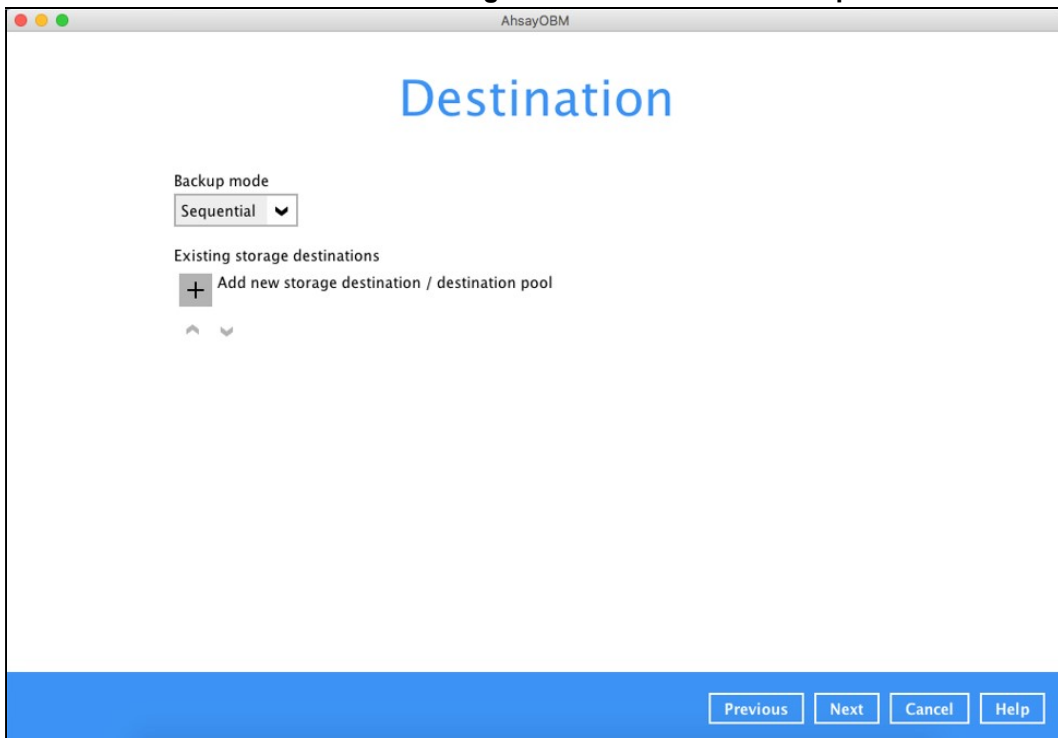 AhsayOBM
Destination
Backup mode
Sequential
Existing storage destinations
Add new storage destination / destination pool
Previous Next Cancel Help